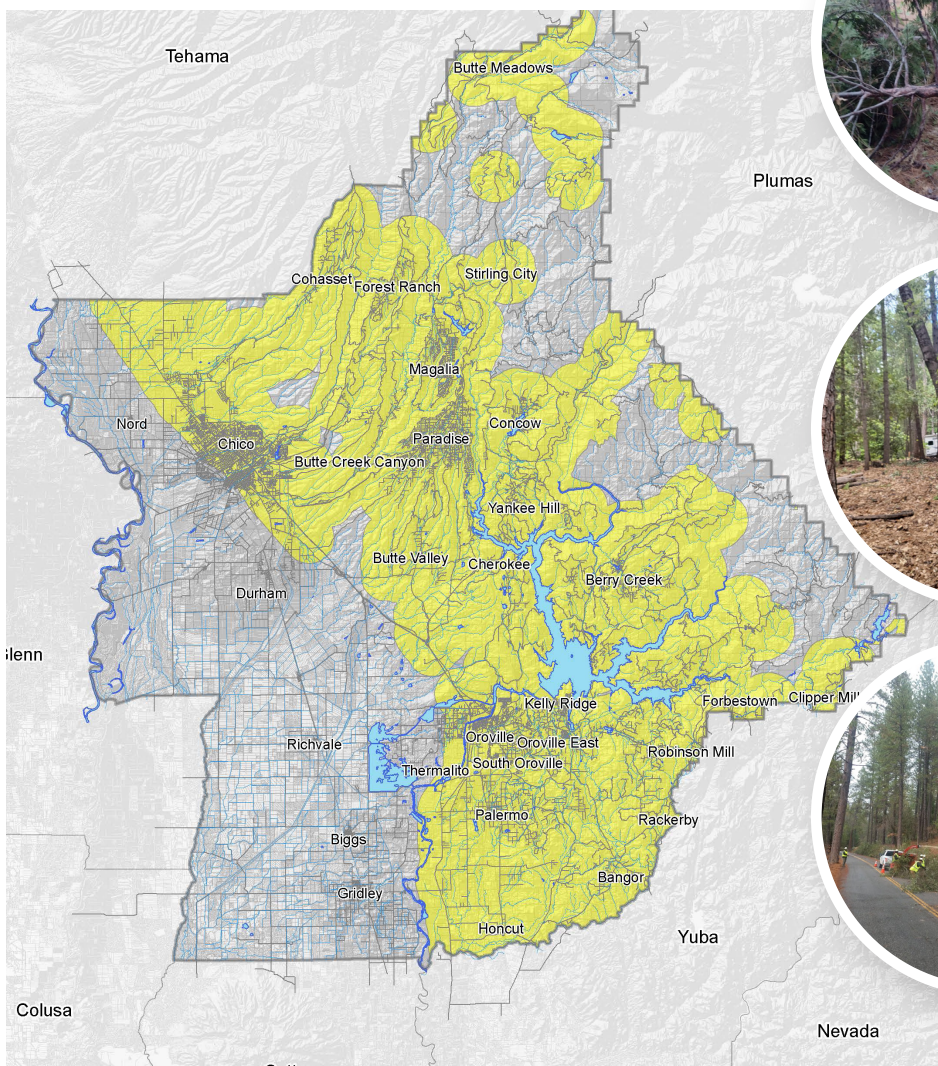 Tehama
Butte Meadows
Plumas
Stirling City
Cohasset
Forest Ranch
Magalia
Nord
Concow
Chico
Paradise
Butte Creek Canyon
Yankee Hill
Butte Valley
Cherokee
Berry Creek
Durham
Forbestown
Clipper Mill
Kelly Ridge
Oroville
Oroville East
Richvale
Robinson Mill
South Oroville
Thermalito
Palermo
Rackerby
Biggs
Bangor
Gridley
Honcut
Yuba
Colusa
Nevada